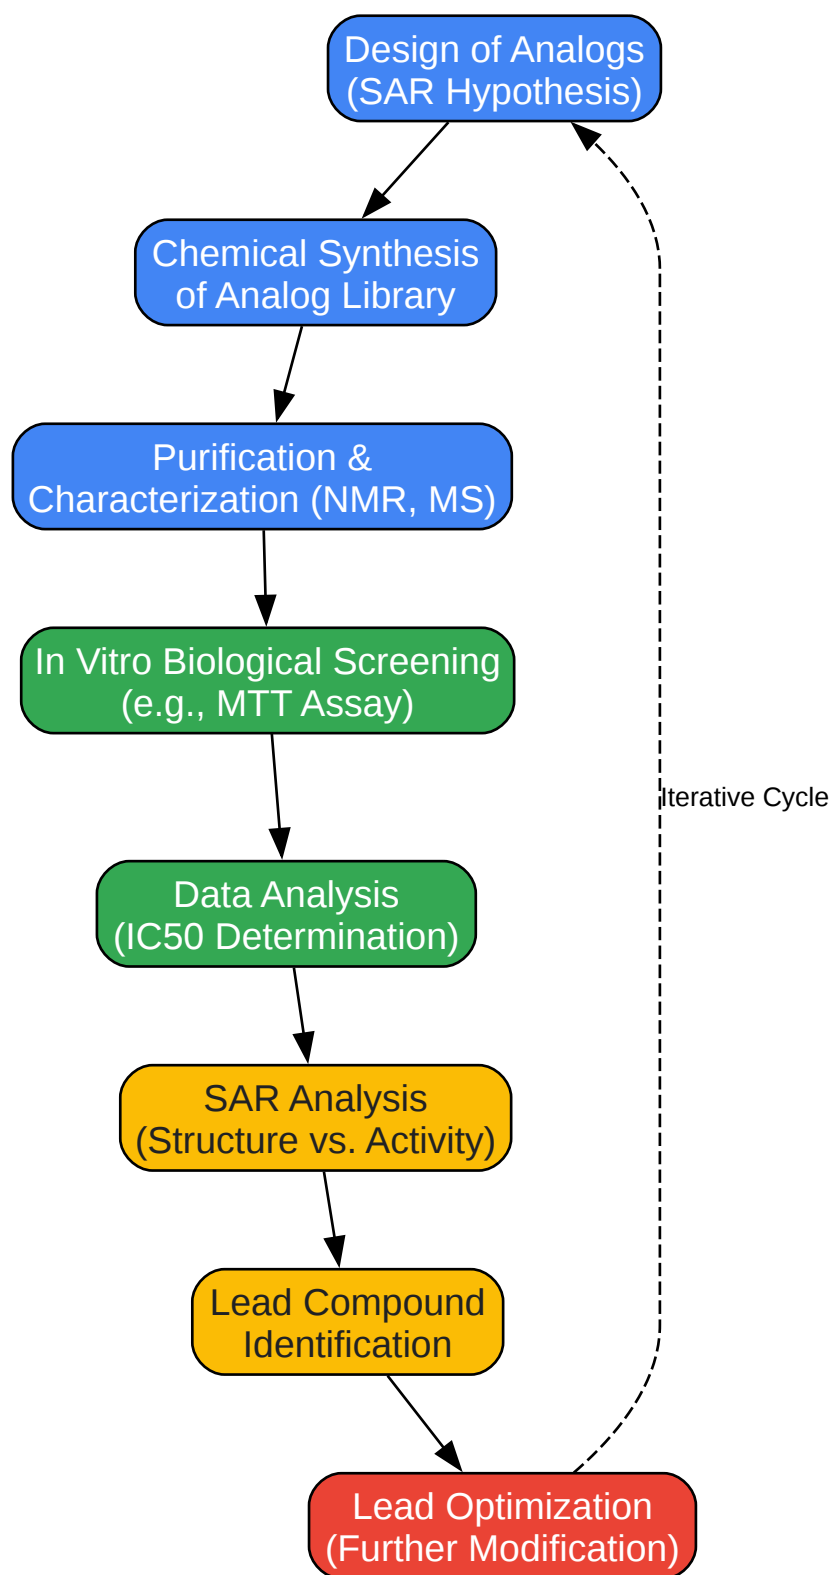 Design of Analogs
(SAR Hypothesis)
Chemical Synthesis
of Analog Library
Purification &
Characterization (NMR, MS)
In Vitro Biological Screening
(e.g., MTT Assay)
Iterative Cycle
Data Analysis
(IC50 Determination)
SAR Analysis
(Structure vs. Activity)
Lead Compound
Identification
Lead Optimization
(Further Modification)